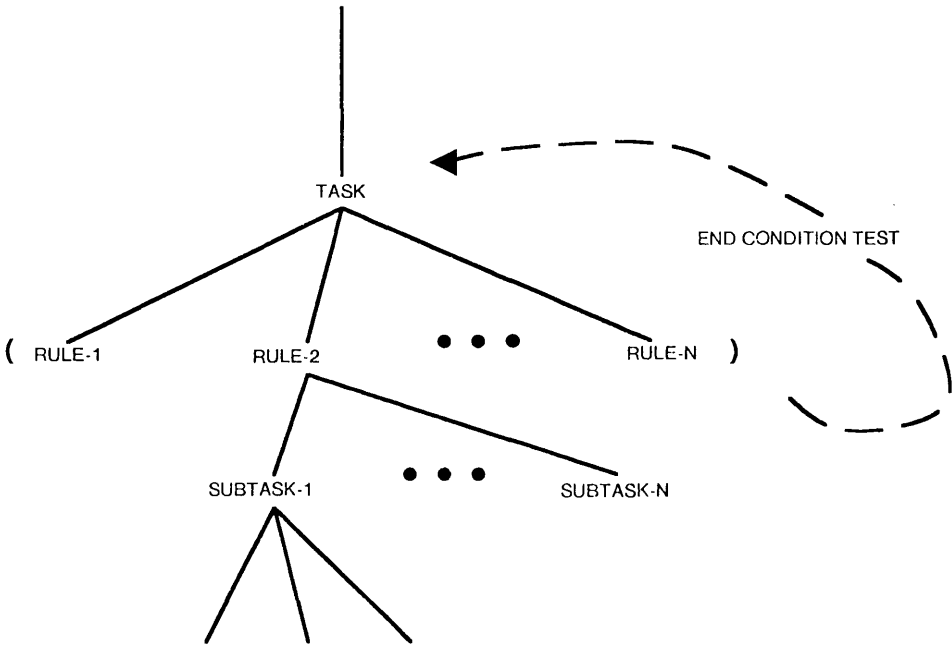 TASK
END CONDITION TEST
( RULE-1 RULE-2 ••• RULE-N )
SUBTASK-1 ••• SUBTASK-N